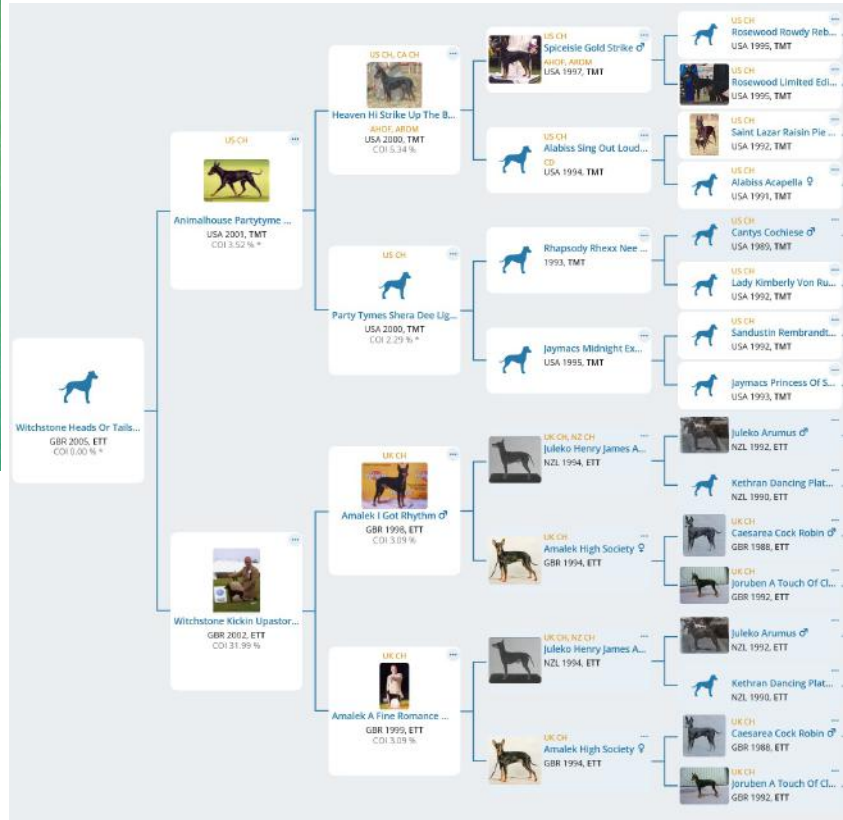 Witchstone Heads Or Tails...
GBR 2005, ETT
COI 0.00 % *
US CH
Animalhouse Partytyme ...
USA 2001, TMT
COI 3.52 % *
Witchstone Kickin Upastor...
GBR 2002, ETT
COI 31.99 %
US CH, CA CH
Heaven Hi Strike Up The B...
AHOF, AROM
USA 2000, TMT
COI 5.34 %
US CH
Party Tymes Shera Dee Lig...
USA 2000, TMT
COI 2.29 % *
UK CH
Amalek I Got Rhythm ♂
GBR 1998, ETT
COI 3.09 %
UK CH
Amalek A Fine Romance ...
GBR 1999, ETT
COI 3.09 %
US CH
Spiceisle Gold Strike ♂
AHOF, AROM
USA 1997, TMT
US CH
Alabiss Sing Out Loud...
CD
USA 1994, TMT
Rhapsody Rhexx Nee ...
1993, TMT
Jaymacs Midnight Ex...
USA 1995, TMT
UK CH, NZ CH
Juleko Henry James A...
NZL 1994, ETT
UK CH
Amalek High Society ♀
GBR 1994, ETT
UK CH, NZ CH
Juleko Henry James A...
NZL 1994, ETT
UK CH
Amalek High Society ♀
GBR 1994, ETT
US CH
Rosewood Rowdy Reb...
USA 1995, TMT
US CH
Rosewood Limited Edi...
USA 1995, TMT
US CH
Saint Lazar Raisin Pie ...
USA 1992, TMT
US CH
Alabiss Acapella ♀
USA 1991, TMT
US CH
Cantys Cochiese ♂
USA 1989, TMT
US CH
Lady Kimberly Von Ru...
USA 1992, TMT
US CH
Sandustin Rembrandt...
USA 1992, TMT
US CH
Jaymacs Princess Of S...
USA 1993, TMT
Juleko Arumus ♂
NZL 1992, ETT
Kethran Dancing Plat...
NZL 1990, ETT
UK CH
Caesarea Cock Robin ♂
GBR 1988, ETT
UK CH
Joruben A Touch Of Cl...
GBR 1992, ETT
Juleko Arumus ♂
NZL 1992, ETT
Kethran Dancing Plat...
NZL 1990, ETT
UK CH
Caesarea Cock Robin ♂
GBR 1988, ETT
UK CH
Joruben A Touch Of Cl...
GBR 1992, ETT